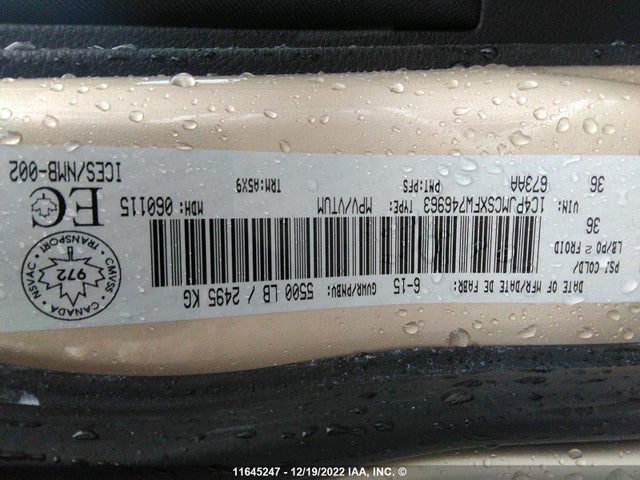 DATE OF MFR/DATE DE FABR: 6-15 GVWR/PNBV: 5500 LB / 2495 KG
PSI COLD/
LB/PO 2 FROID
36
36
VIN: 1C4PJMCSXFW746963 TYPE: MPV/VTUM MDH: 060115
673AA PNT:PFS TRM:A5X9
EC
ICES/NMB-002
CMVSS - TRANSPORT - NSVAC
972
CANADA
11645247 - 12/19/2022 IAA, INC. ©